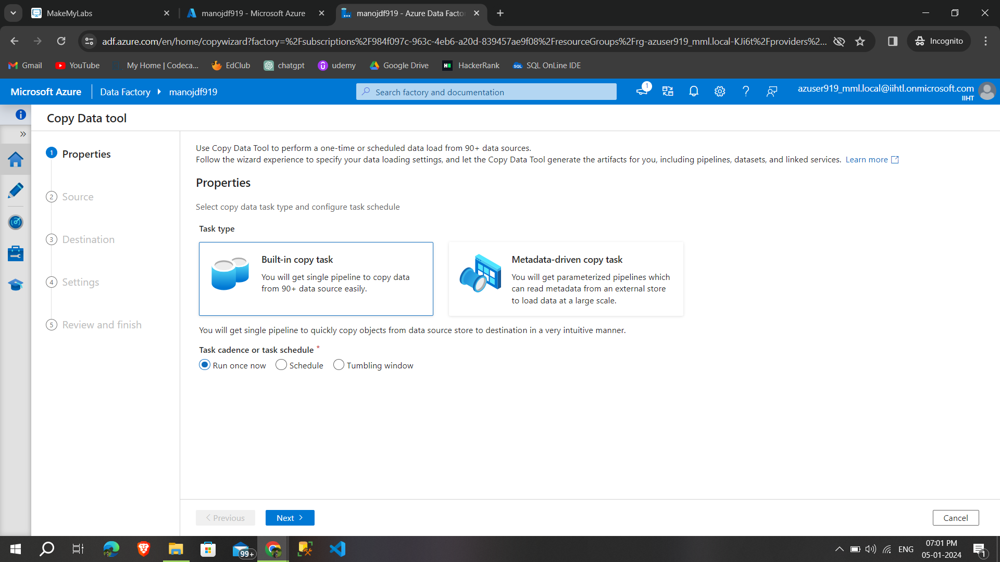 MakeMyLabs
manojdf919 - Microsoft Azure
manojdf919 - Azure Data Facto
adf.azure.com/en/home/copywizard?factory=%2Fsubscriptions%2F984f097c-963c-4eb6-a20d-839457ae9f08%2FresourceGroups%2Frg-azuser919_mml.local-KJi6t%2Fproviders%2...
Incognito
Gmail
YouTube
My Home | Codeca...
EdClub
chatgpt
udemy
Google Drive
HackerRank
SQL OnLine IDE
Microsoft Azure
Data Factory
manojdf919
Search factory and documentation
1
azuser919_mml.local@iihtl.onmicrosoft.com
IIHT
Copy Data tool
1 Properties
2 Source
3 Destination
4 Settings
5 Review and finish
Use Copy Data Tool to perform a one-time or scheduled data load from 90+ data sources.
Follow the wizard experience to specify your data loading settings, and let the Copy Data Tool generate the artifacts for you, including pipelines, datasets, and linked services. Learn more
Properties
Select copy data task type and configure task schedule
Task type
Built-in copy task
You will get single pipeline to copy data
from 90+ data source easily.
Metadata-driven copy task
You will get parameterized pipelines which
can read metadata from an external store
to load data at a large scale.
You will get single pipeline to quickly copy objects from data source store to destination in a very intuitive manner.
Task cadence or task schedule *
Run once now
Schedule
Tumbling window
Previous
Next
Cancel
99+
ENG
07:01 PM
05-01-2024
1